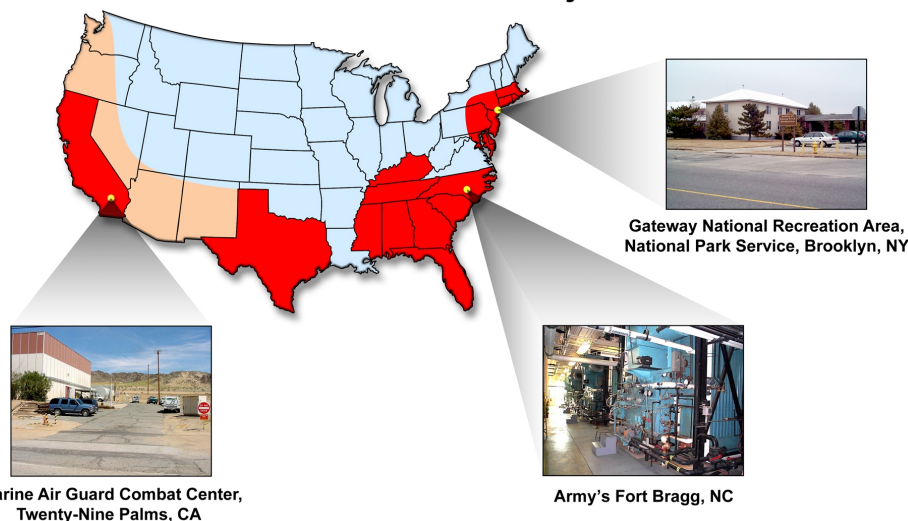 Gateway National Recreation Area,
National Park Service, Brooklyn, NY
Air Guard Combat Center,
Twenty-Nine Palms, CA
Army's Fort Bragg, NC